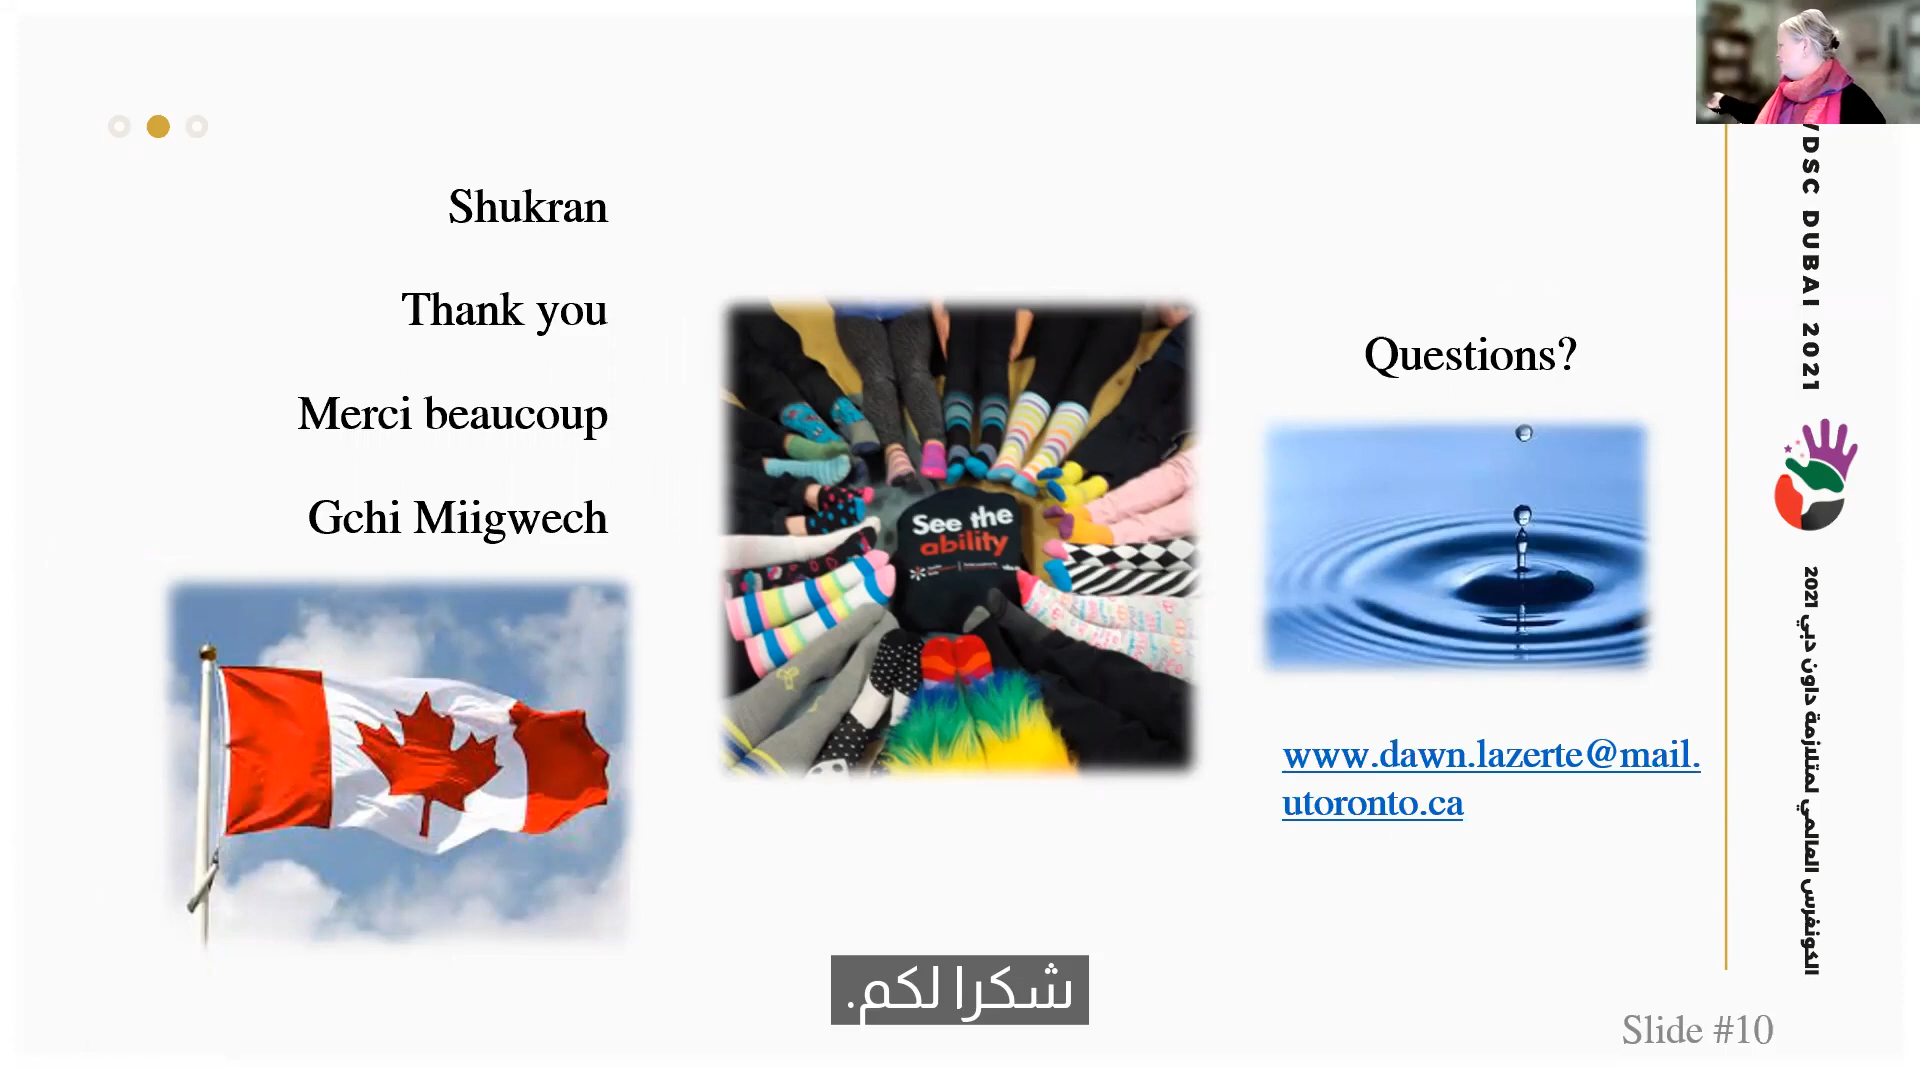 Shukran
Thank you
Merci beaucoup
Gchi Miigwech
See the
ability
Questions?
www.dawn.lazerte@mail.
utoronto.ca
DSC DUBAI 2021
الكونفرس العالمي لمتلازمة داون دبي 2021
شكرا لكم.
Slide #10